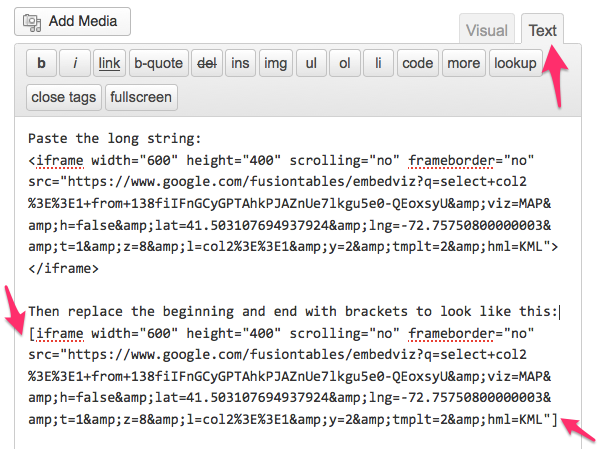 Add Media
Visual Text
b i link b-quote del ins img ul ol li code more lookup
close tags fullscreen
Paste the long string:
<iframe width="600" height="400" scrolling="no" frameborder="no"
src="https://www.google.com/fusiontables/embedviz?q=select+col2
%3E%3E1+from+138fiIFnGCyGPTAhkPJAZnUe7lkgu5e0-QEoxsyU&amp;viz=MAP&
amp;h=false&amp;lat=41.503107694937924&amp;lng=-72.75750800000003&
amp;t=1&amp;z=8&amp;l=col2%3E%3E1&amp;y=2&amp;tmplt=2&amp;hml=KML">
</iframe>
Then replace the beginning and end with brackets to look like this:
[iframe width="600" height="400" scrolling="no" frameborder="no"
src="https://www.google.com/fusiontables/embedviz?q=select+col2
%3E%3E1+from+138fiIFnGCyGPTAhkPJAZnUe7lkgu5e0-QEoxsyU&amp;viz=MAP&
amp;h=false&amp;lat=41.503107694937924&amp;lng=-72.75750800000003&
amp;t=1&amp;z=8&amp;l=col2%3E%3E1&amp;y=2&amp;tmplt=2&amp;hml=KML"]